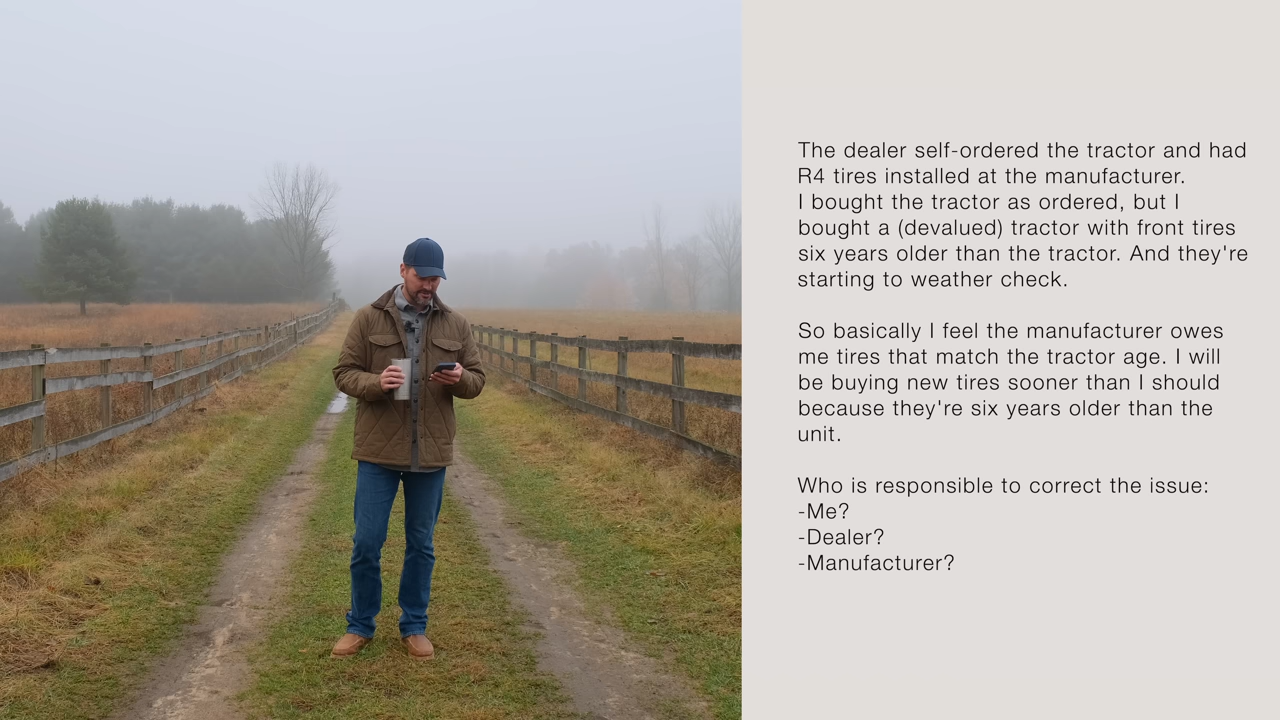 The dealer self-ordered the tractor and had
R4 tires installed at the manufacturer.
I bought the tractor as ordered, but I
bought a (devalued) tractor with front tires
six years older than the tractor. And they're
starting to weather check.
So basically I feel the manufacturer owes
me tires that match the tractor age. I will
be buying new tires sooner than I should
because they're six years older than the
unit.
Who is responsible to correct the issue:
-Me?
-Dealer?
-Manufacturer?